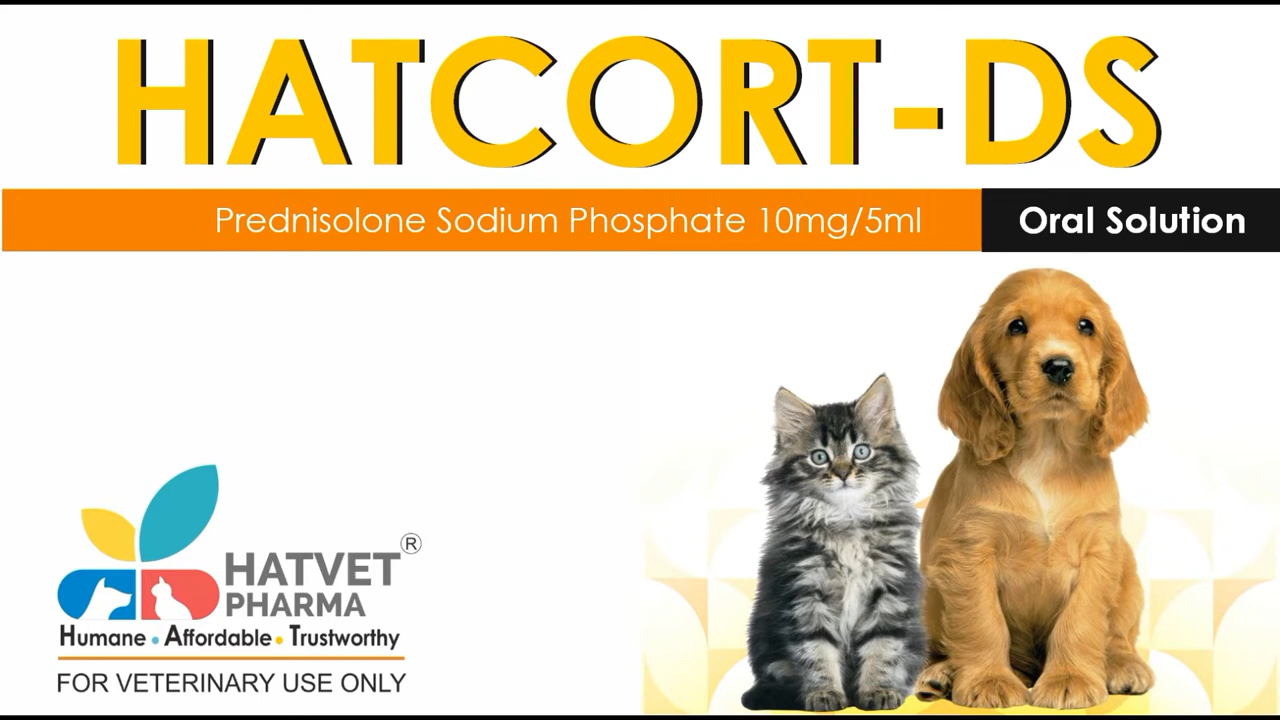 HATCORT-DS
Prednisolone Sodium Phosphate 10mg/5ml Oral Solution
HATVET ®
PHARMA
Humane • Affordable • Trustworthy
FOR VETERINARY USE ONLY